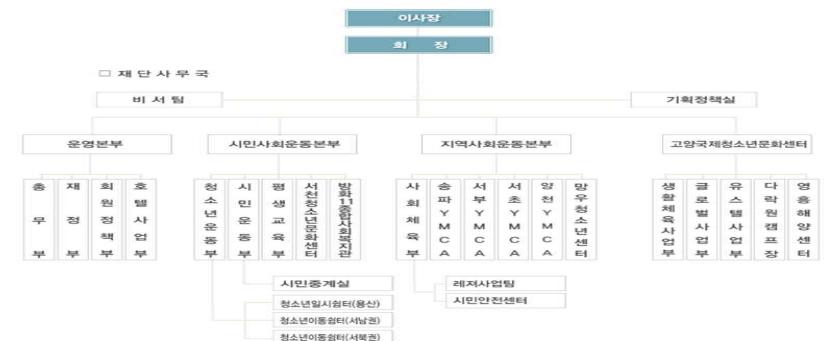 이사장
회 장
□ 재 단 사 무 국
비 서 팀
기획정책실
운영본부
시민사회운동본부
지역사회운동본부
고양국제청소년문화센터
총무부
재정부
회원정책부
호텔사업부
청소년운동부
시민운동부
평생교육부
서천청소년문화센터
방화11종합사회복지관
사회체육부
송파YMCA
서부YMCA
서초YMCA
양천YMCA
망우청소년센터
생활체육사업부
글로벌사업부
유스텔사업부
다락원캠프장
영흥해양센터
시민중계실
청소년일시쉼터(용산)
청소년이동쉼터(서남권)
청소년이동쉼터(서북권)
레져사업팀
시민안전센터